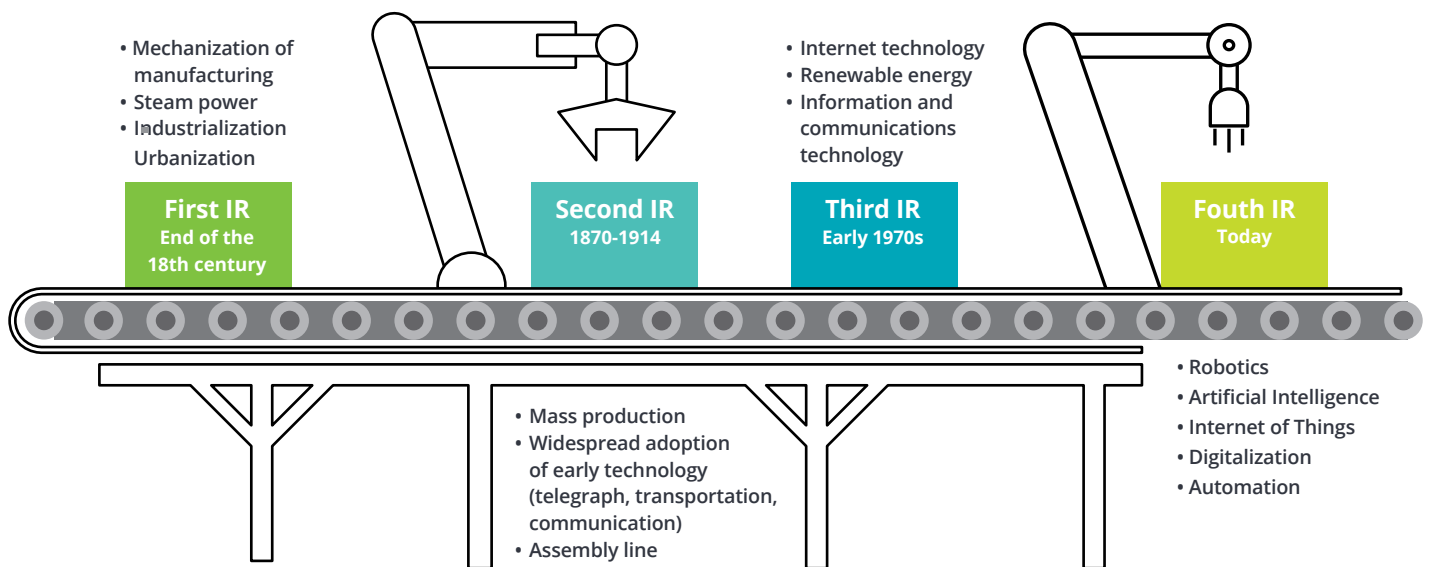 • Mechanization of
manufacturing
• Steam power
• Industrialization
Urbanization
First IR
End of the
18th century
Second IR
1870-1914
• Mass production
• Widespread adoption
of early technology
(telegraph, transportation,
communication)
• Assembly line
• Internet technology
• Renewable energy
• Information and
communications
technology
Third IR
Early 1970s
Fouth IR
Today
• Robotics
• Artificial Intelligence
• Internet of Things
• Digitalization
• Automation